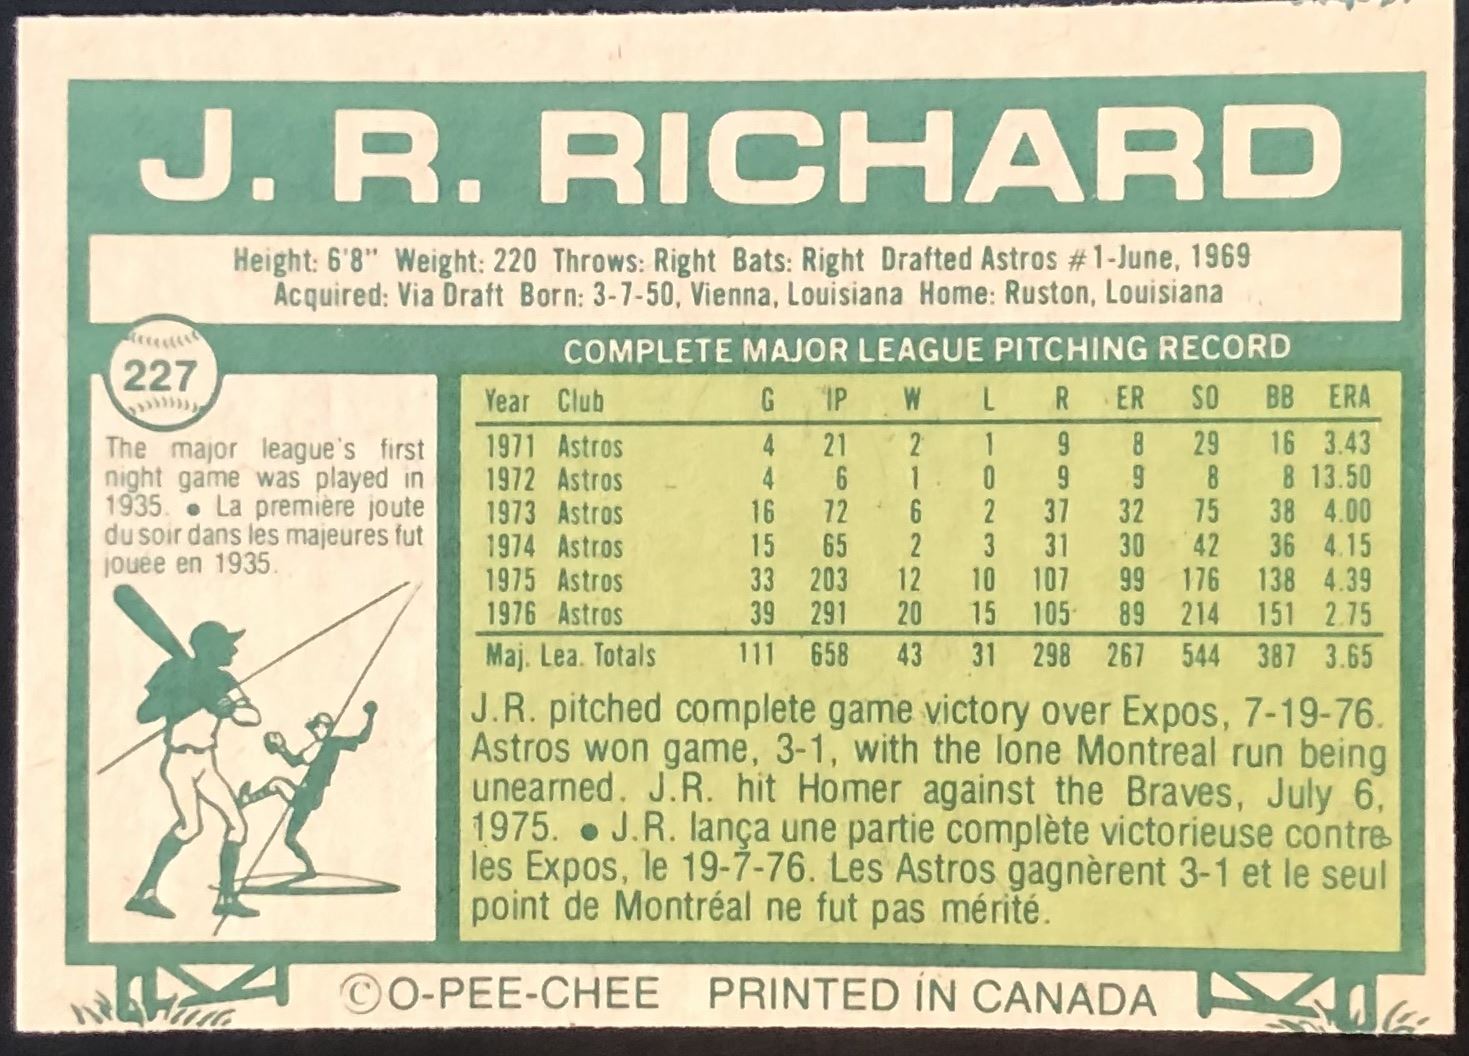 J. R. RICHARD
Height: 6'8" Weight: 220 Throws: Right Bats: Right Drafted Astros #1-June, 1969
Acquired: Via Draft Born: 3-7-50, Vienna, Louisiana Home: Ruston, Louisiana
227
The major league's first
night game was played in
1935. • La première joute
du soir dans les majeures fut
jouée en 1935.
COMPLETE MAJOR LEAGUE PITCHING RECORD
Year Club G IP W L R ER SO BB ERA
1971 Astros 4 21 2 1 9 8 29 16 3.43
1972 Astros 4 6 1 0 9 9 8 8 13.50
1973 Astros 16 72 6 2 37 32 75 38 4.00
1974 Astros 15 65 2 3 31 30 42 36 4.15
1975 Astros 33 203 12 10 107 99 176 138 4.39
1976 Astros 39 291 20 15 105 89 214 151 2.75
Maj. Lea. Totals 111 658 43 31 298 267 544 387 3.65
J.R. pitched complete game victory over Expos, 7-19-76.
Astros won game, 3-1, with the lone Montreal run being
unearned. J.R. hit Homer against the Braves, July 6,
1975. • J.R. lança une partie complète victorieuse contre
les Expos, le 19-7-76. Les Astros gagnèrent 3-1 et le seul
point de Montréal ne fut pas mérité.
©O-PEE-CHEE PRINTED IN CANADA